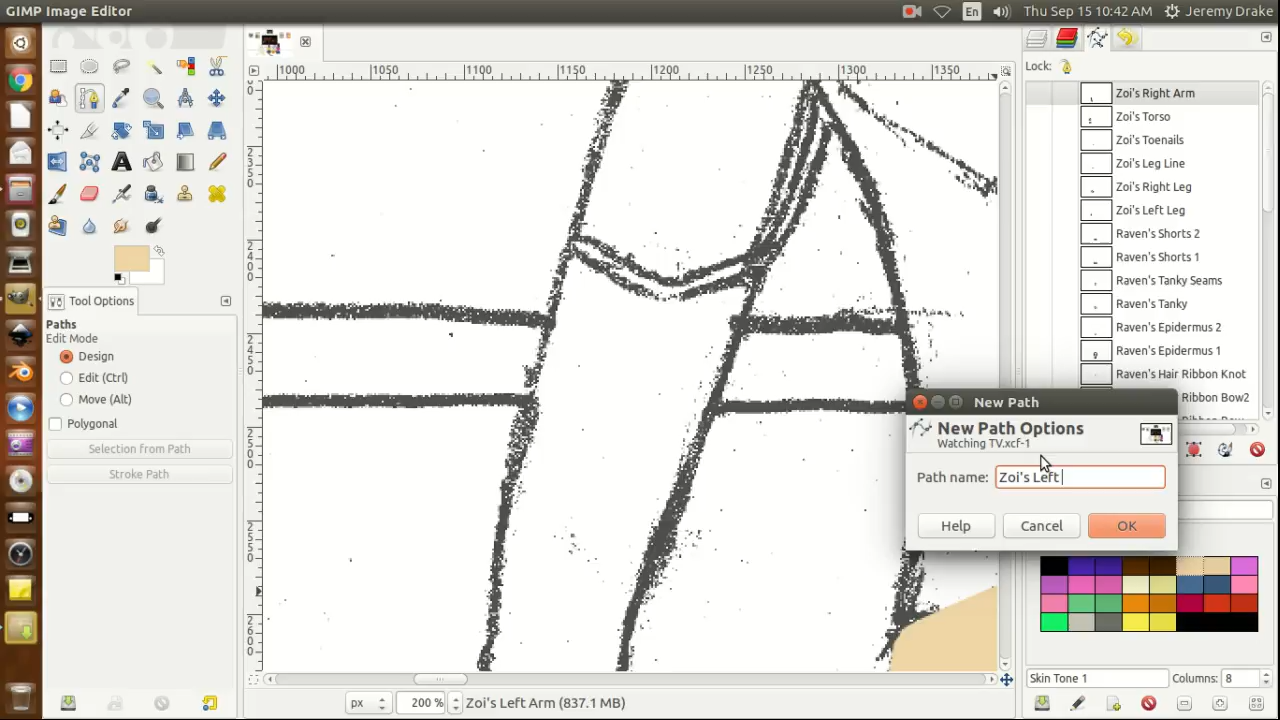 GIMP Image Editor
En
Thu Sep 15 10:42 AM
Jeremy Drake
1000 1050 1100 1150 1200 1250 1300 1350
Lock:
Zoi's Right Arm
Zoi's Torso
Zoi's Toenails
Zoi's Leg Line
Zoi's Right Leg
Zoi's Left Leg
Raven's Shorts 2
Raven's Shorts 1
Raven's Tanky Seams
Raven's Tanky
Raven's Epidermus 2
Raven's Epidermus 1
Raven's Hair Ribbon Knot
Ribbon Bow2
Tool Options
Paths
Edit Mode
Design
Edit (Ctrl)
Move (Alt)
Polygonal
Selection from Path
Stroke Path
New Path
New Path Options
Watching TV.xcf-1
Path name: Zoi's Left
Help
Cancel
OK
Skin Tone 1
Columns: 8
px
200 %
Zoi's Left Arm (837.1 MB)